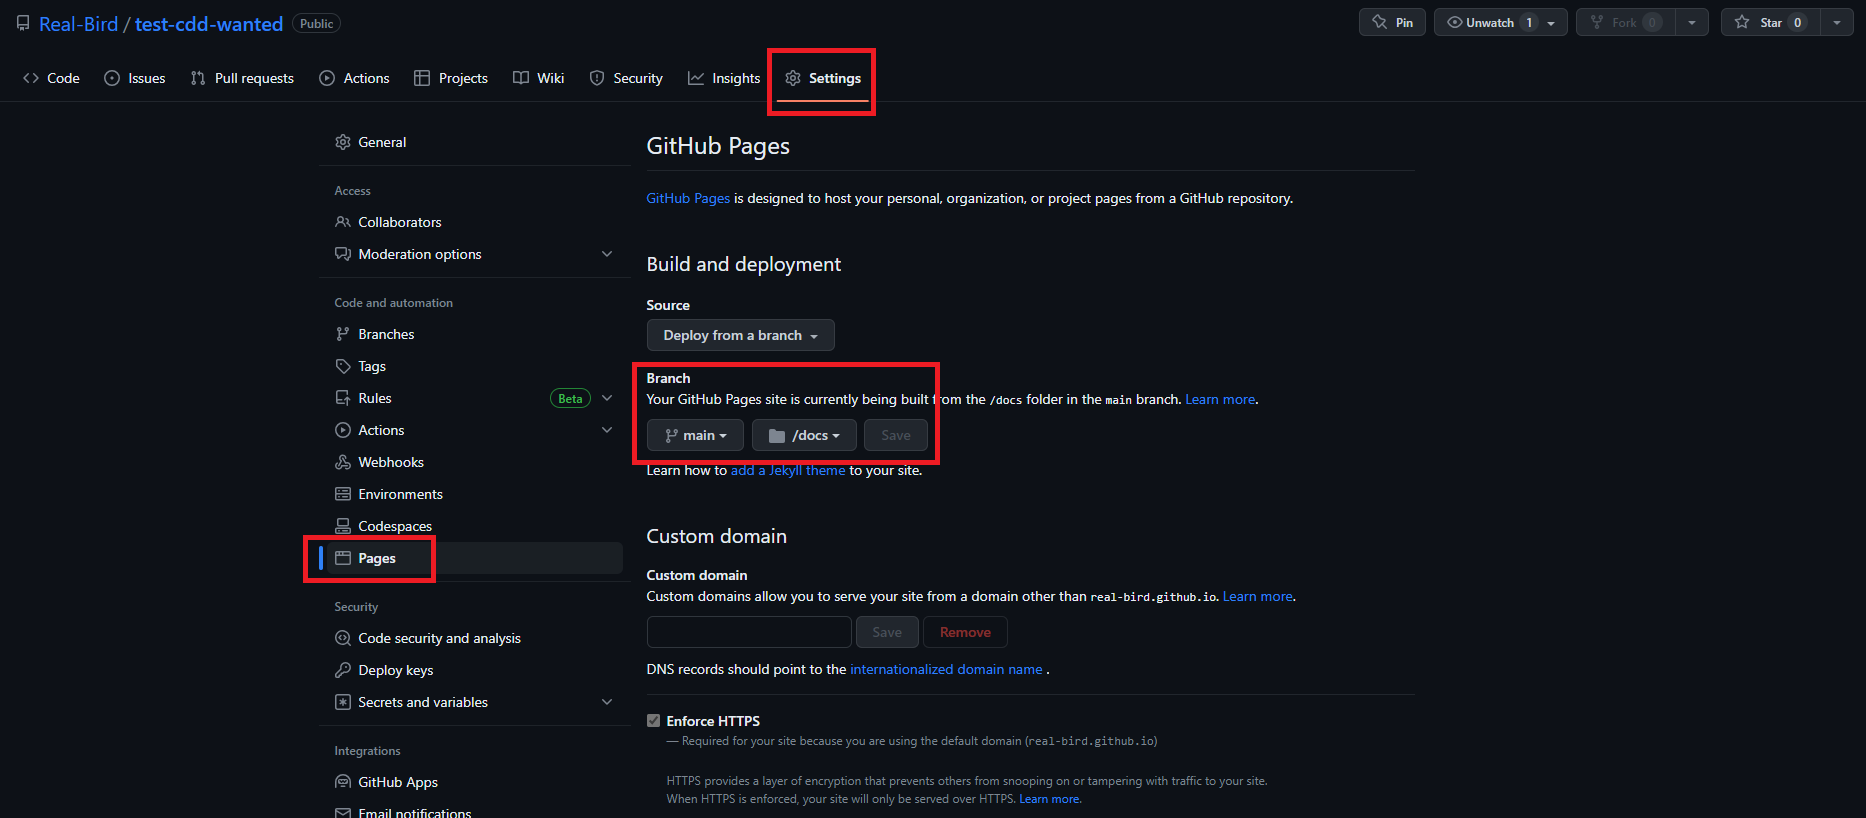 Real-Bird / test-cdd-wanted Public
Pin Unwatch 1 Fork 0 Star 0
Code Issues Pull requests Actions Projects Wiki Security Insights Settings
General
Access
Collaborators
Moderation options
Code and automation
Branches
Tags
Rules Beta
Actions
Webhooks
Environments
Codespaces
Pages
Security
Code security and analysis
Deploy keys
Secrets and variables
Integrations
GitHub Apps
Email notifications
GitHub Pages
GitHub Pages is designed to host your personal, organization, or project pages from a GitHub repository.
Build and deployment
Source
Deploy from a branch
Branch
Your GitHub Pages site is currently being built from the /docs folder in the main branch. Learn more.
main /docs Save
Learn how to add a Jekyll theme to your site.
Custom domain
Custom domain
Custom domains allow you to serve your site from a domain other than real-bird.github.io. Learn more.
Save Remove
DNS records should point to the internationalized domain name .
Enforce HTTPS
— Required for your site because you are using the default domain (real-bird.github.io)
HTTPS provides a layer of encryption that prevents others from snooping on or tampering with traffic to your site.
When HTTPS is enforced, your site will only be served over HTTPS. Learn more.